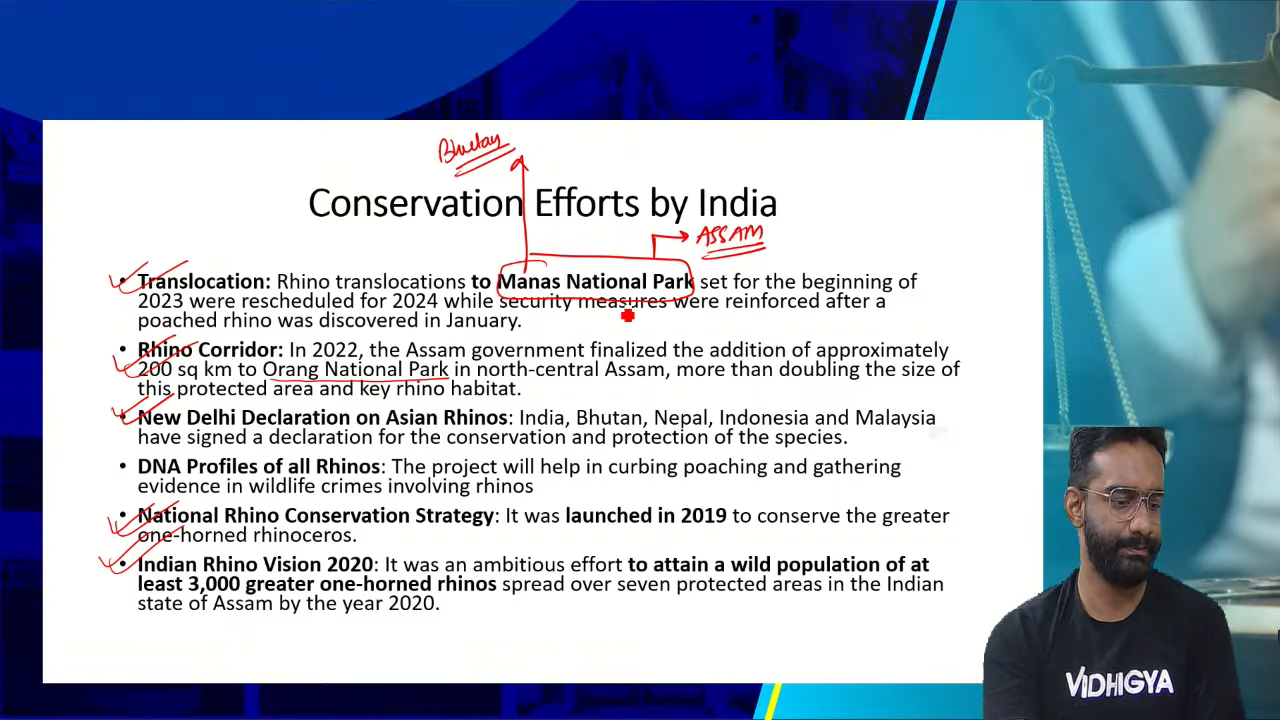 Bhutan
Conservation Efforts by India
ASSAM
• Translocation: Rhino translocations to Manas National Park set for the beginning of
2023 were rescheduled for 2024 while security measures were reinforced after a
poached rhino was discovered in January.
• Rhino Corridor: In 2022, the Assam government finalized the addition of approximately
200 sq km to Orang National Park in north-central Assam, more than doubling the size of
this protected area and key rhino habitat.
• New Delhi Declaration on Asian Rhinos: India, Bhutan, Nepal, Indonesia and Malaysia
have signed a declaration for the conservation and protection of the species.
• DNA Profiles of all Rhinos: The project will help in curbing poaching and gathering
evidence in wildlife crimes involving rhinos
• National Rhino Conservation Strategy: It was launched in 2019 to conserve the greater
one-horned rhinoceros.
• Indian Rhino Vision 2020: It was an ambitious effort to attain a wild population of at
least 3,000 greater one-horned rhinos spread over seven protected areas in the Indian
state of Assam by the year 2020.
VIDHIGYA